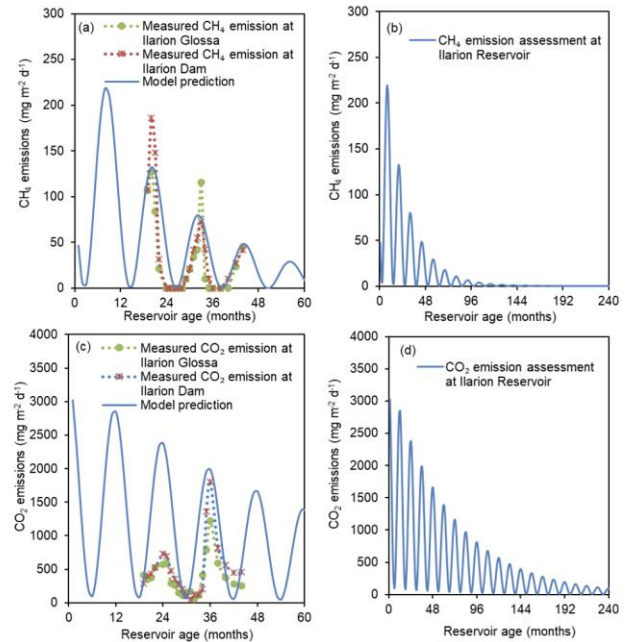 (a)
Measured CH₄ emission at
Ilarion Glossa
Measured CH₄ emission at
Ilarion Dam
Model prediction
CH₄ emissions (mg m⁻² d⁻¹)
300
250
200
150
100
50
0
0 12 24 36 48 60
Reservoir age (months)
(b)
CH₄ emission assessment at
Ilarion Reservoir
CH₄ emissions (mg m⁻² d⁻¹)
300
250
200
150
100
50
0
0 48 96 144 192 240
Reservoir age (months)
(c)
Measured CO₂ emission at
Ilarion Glossa
Measured CO₂ emission at
Ilarion Dam
Model prediction
CO₂ emissions (mg m⁻² d⁻¹)
4000
3500
3000
2500
2000
1500
1000
500
0
0 12 24 36 48 60
Reservoir age (months)
(d)
CO₂ emission assessment
at Ilarion Reservoir
CO₂ emissions (mg m⁻² d⁻¹)
4000
3500
3000
2500
2000
1500
1000
500
0
0 48 96 144 192 240
Reservoir age (months)